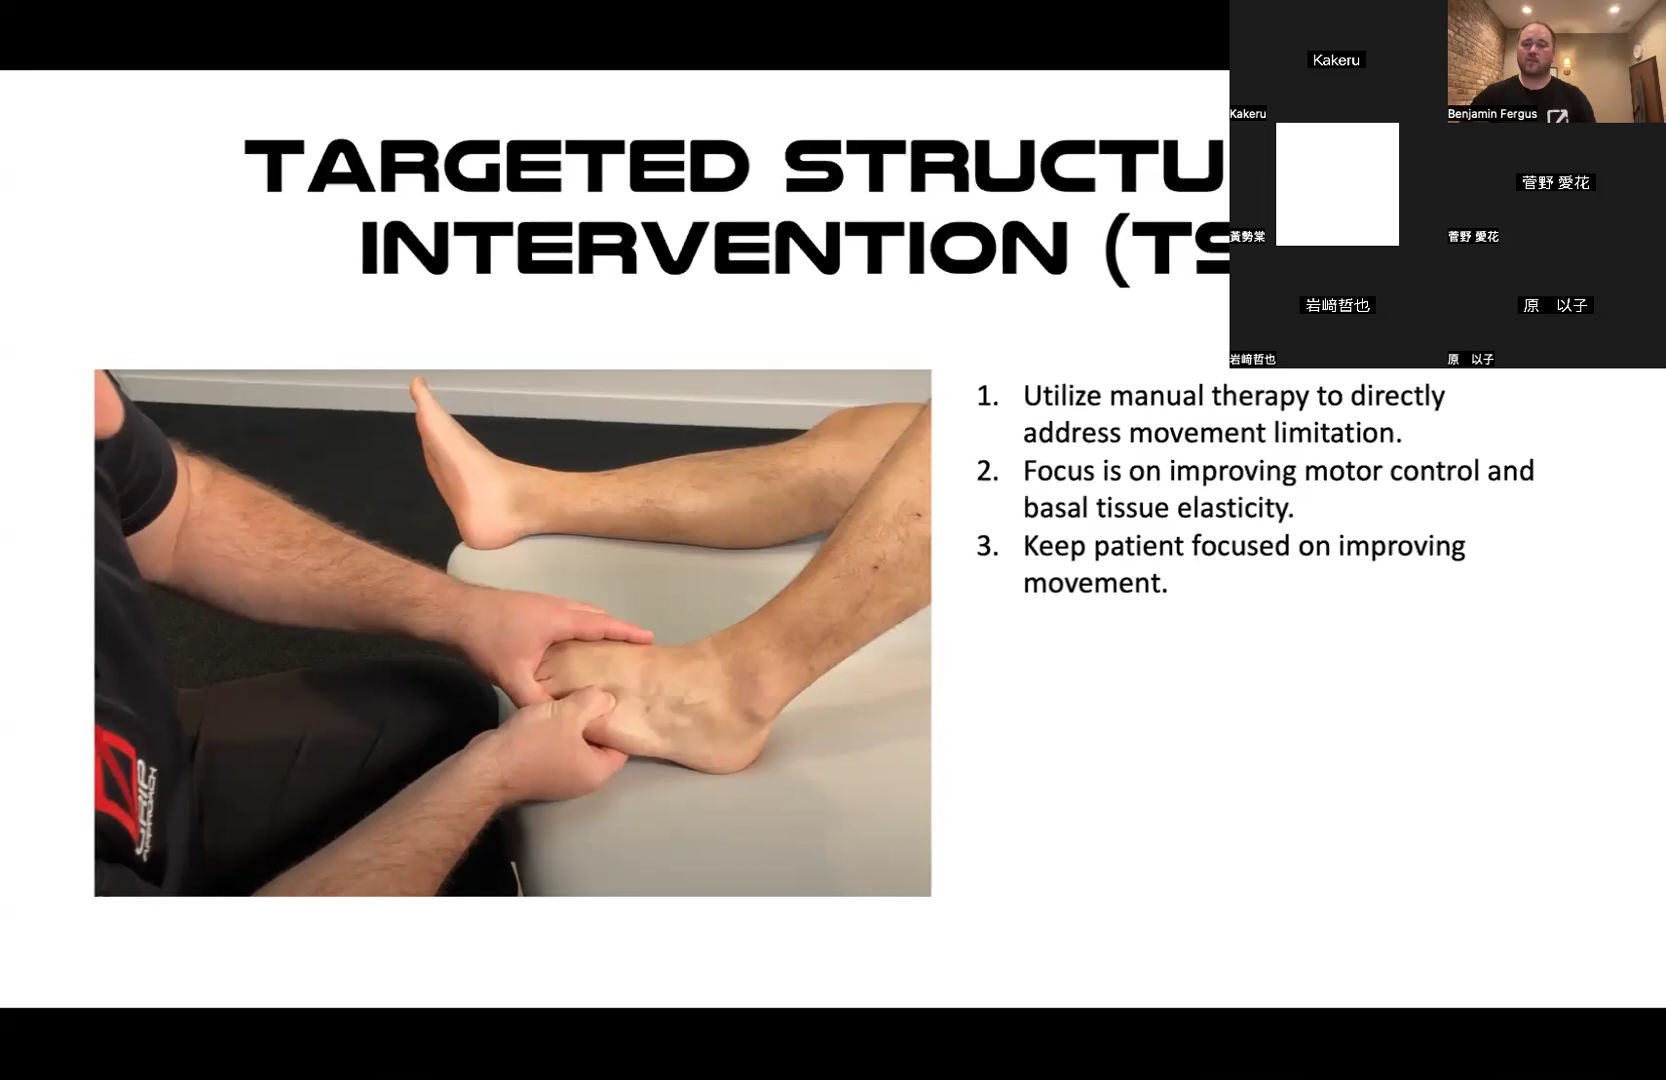 TARGETED STRUCTU
INTERVENTION (TS
1. Utilize manual therapy to directly
address movement limitation.
2. Focus is on improving motor control and
basal tissue elasticity.
3. Keep patient focused on improving
movement.
Kakeru
Kakeru
Benjamin Fergus
黃勢棠
菅野 愛花
菅野 愛花
岩﨑哲也
岩﨑哲也
原　以子
原　以子
GRIP
APPROACH